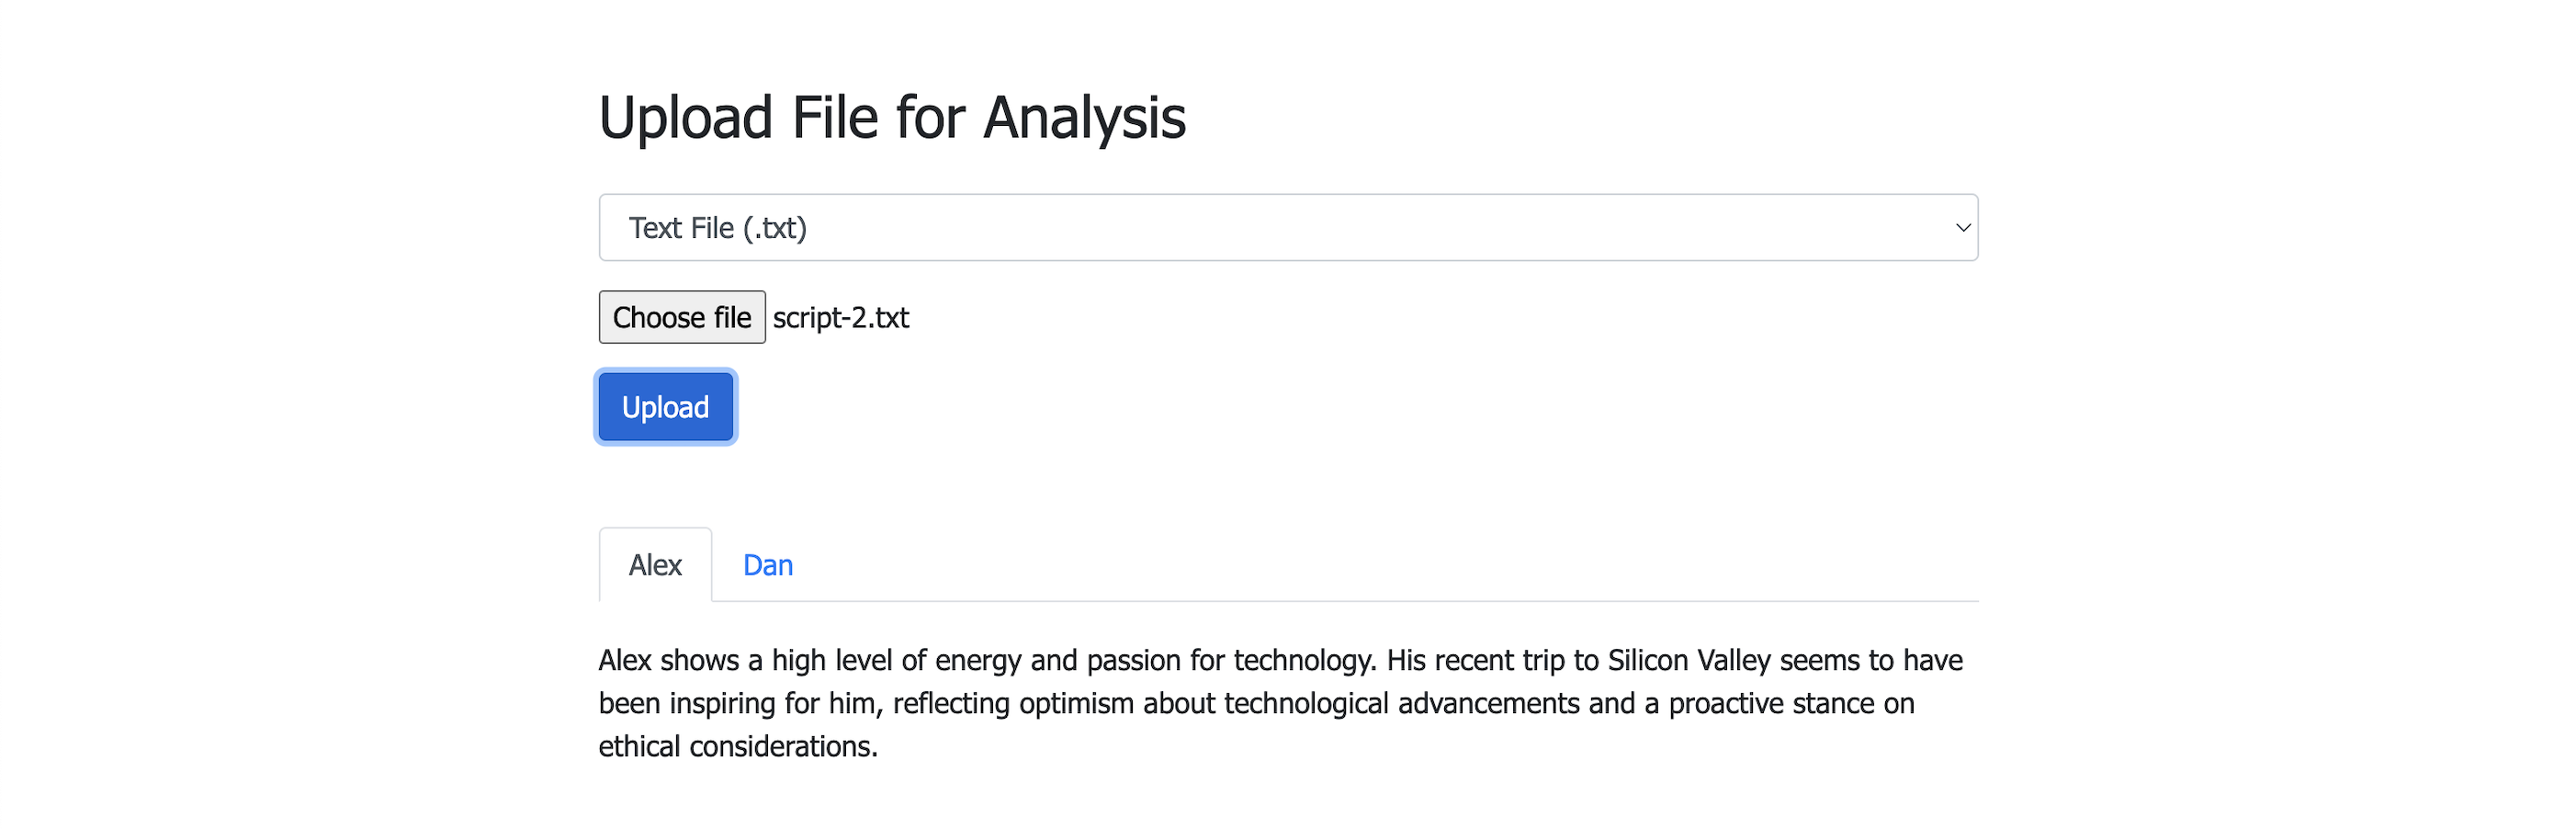 Upload File for Analysis
Text File (.txt)
Choose file script-2.txt
Upload
Alex Dan
Alex shows a high level of energy and passion for technology. His recent trip to Silicon Valley seems to have
been inspiring for him, reflecting optimism about technological advancements and a proactive stance on
ethical considerations.